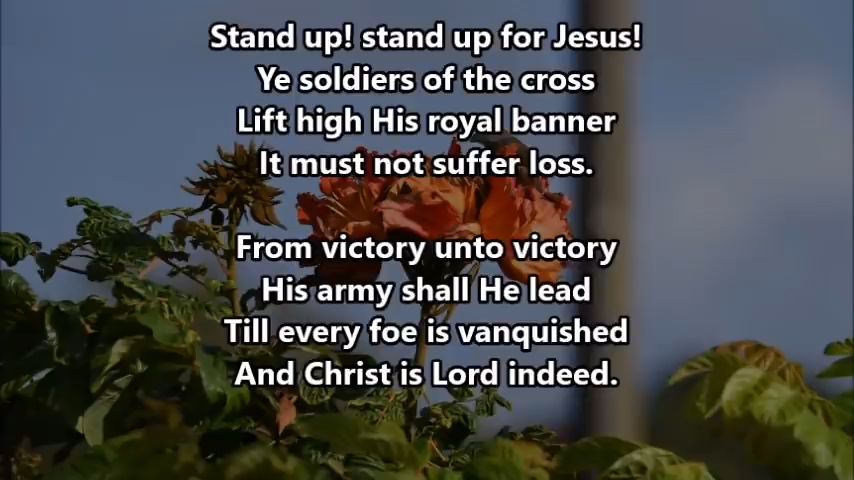 Stand up! stand up for Jesus!
Ye soldiers of the cross
Lift high His royal banner
It must not suffer loss.
From victory unto victory
His army shall He lead
Till every foe is vanquished
And Christ is Lord indeed.